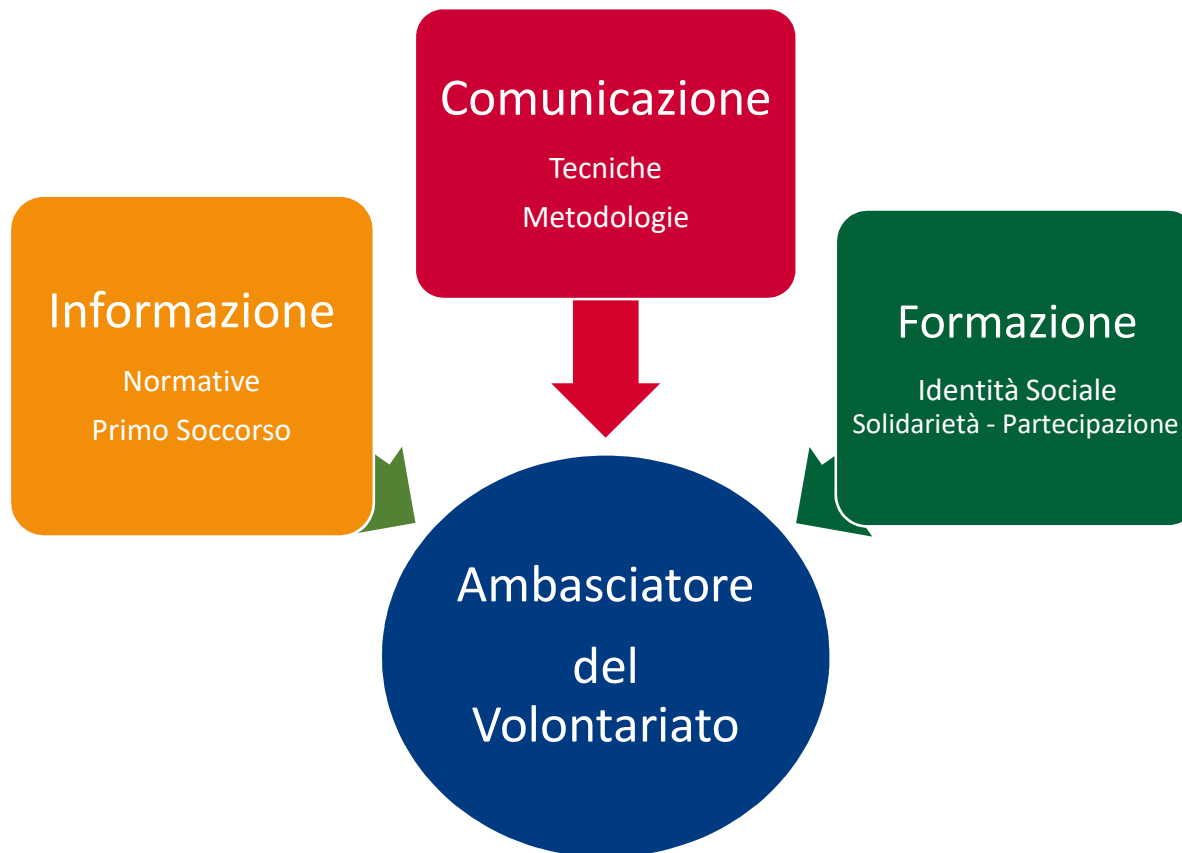 Comunicazione
Tecniche
Metodologie
Informazione
Normative
Primo Soccorso
Formazione
Identità Sociale
Solidarietà - Partecipazione
Ambasciatore
del
Volontariato